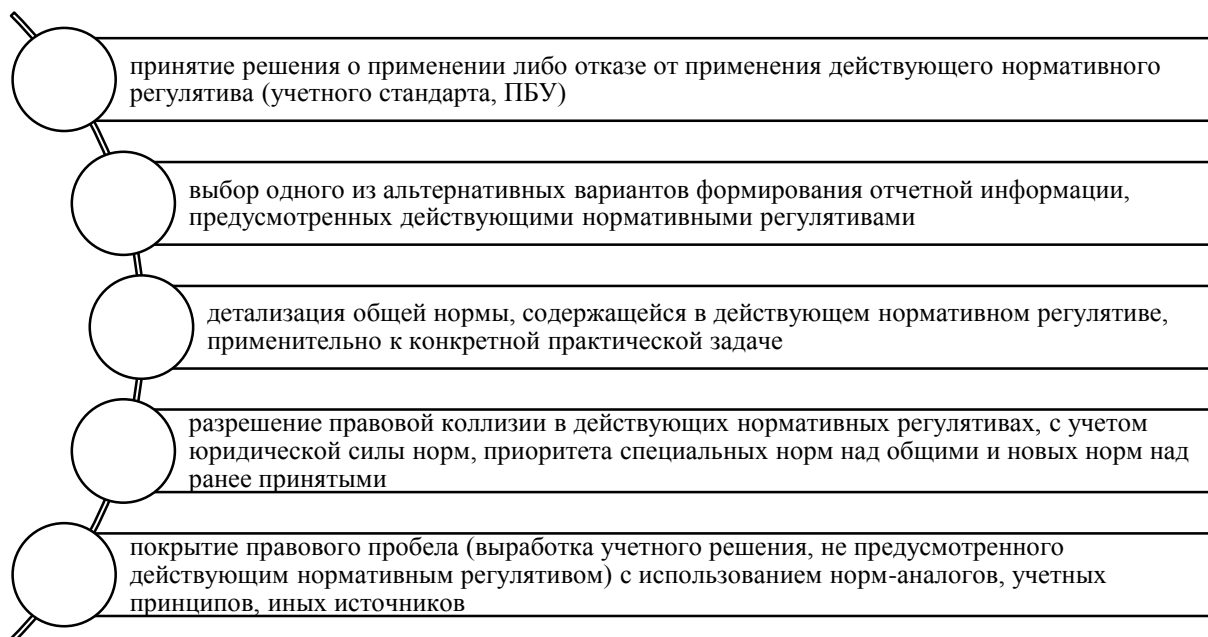 принятие решения о применении либо отказе от применения действующего нормативного
регулятива (учетного стандарта, ПБУ)
выбор одного из альтернативных вариантов формирования отчетной информации,
предусмотренных действующими нормативными регулятивами
детализация общей нормы, содержащейся в действующем нормативном регулятиве,
применительно к конкретной практической задаче
разрешение правовой коллизии в действующих нормативных регулятивах, с учетом
юридической силы норм, приоритета специальных норм над общими и новых норм над
ранее принятыми
покрытие правового пробела (выработка учетного решения, не предусмотренного
действующим нормативным регулятивом) с использованием норм-аналогов, учетных
принципов, иных источников